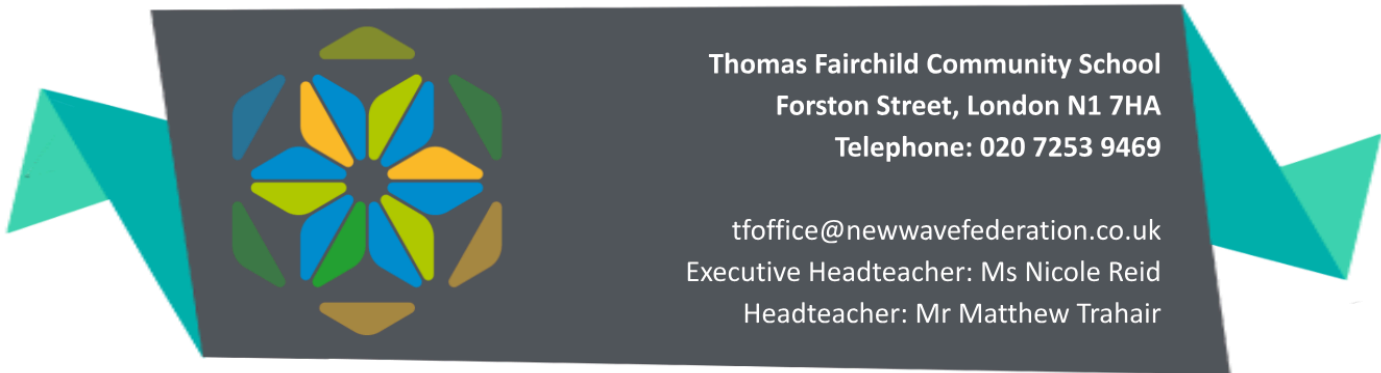 Thomas Fairchild Community School
Forston Street, London N1 7HA
Telephone: 020 7253 9469
tfoffice@newwavefederation.co.uk
Executive Headteacher: Ms Nicole Reid
Headteacher: Mr Matthew Trahair